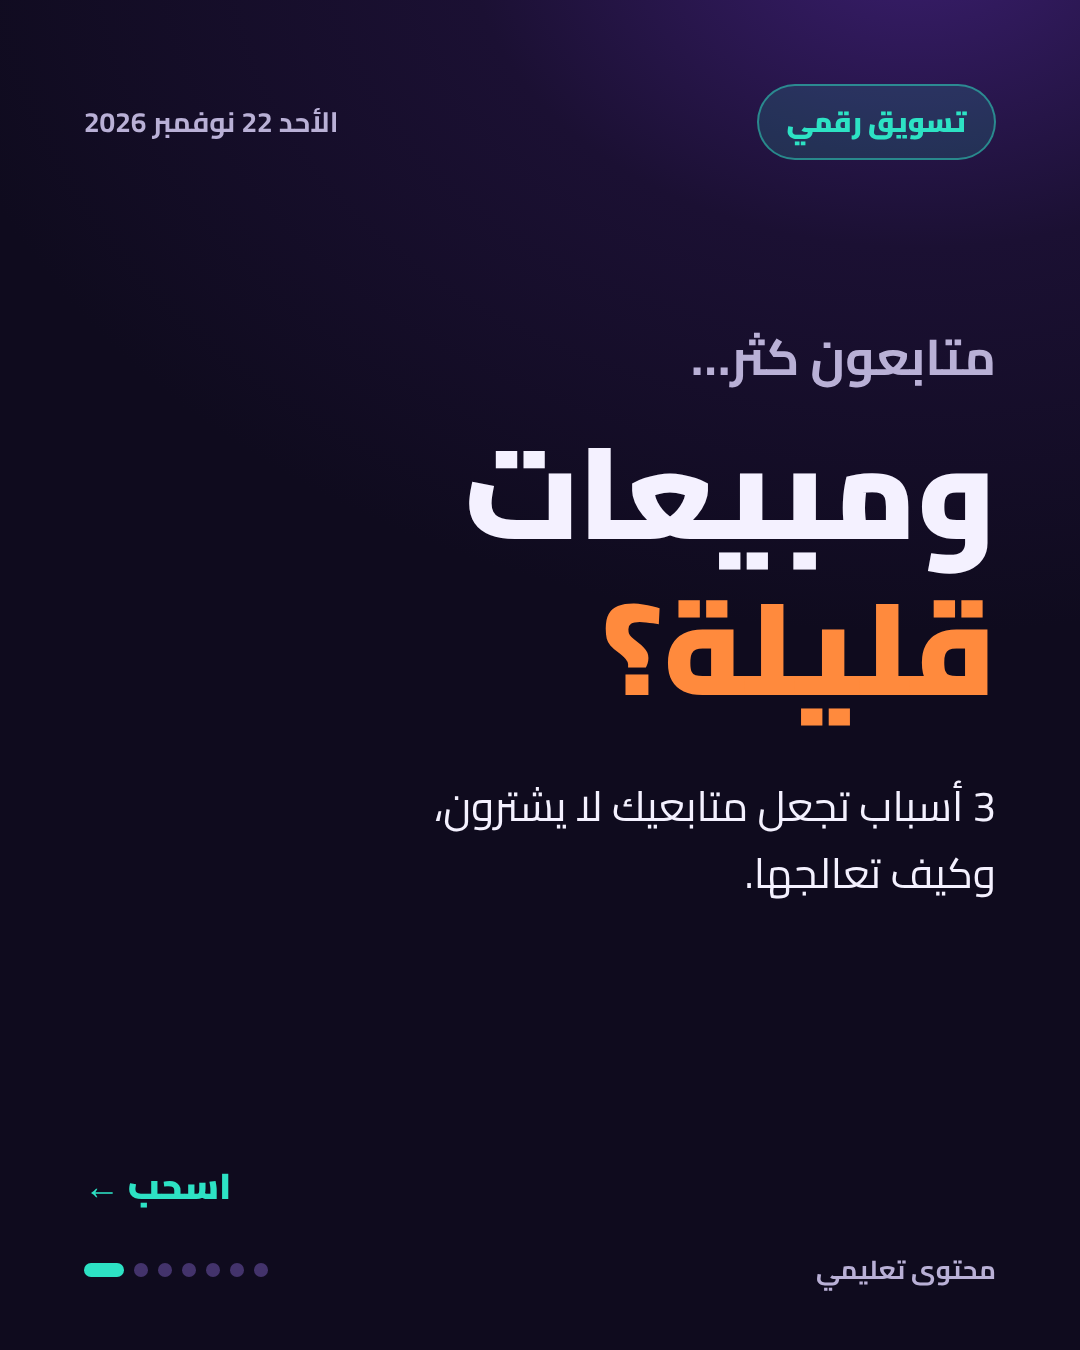 تسويق رقمي
الأحد 22 نوفمبر 2026
متابعون كثر...
ومبيعات
قليلة؟
3 أسباب تجعل متابعيك لا يشترون،
وكيف تعالجها.
اسحب ←
محتوى تعليمي